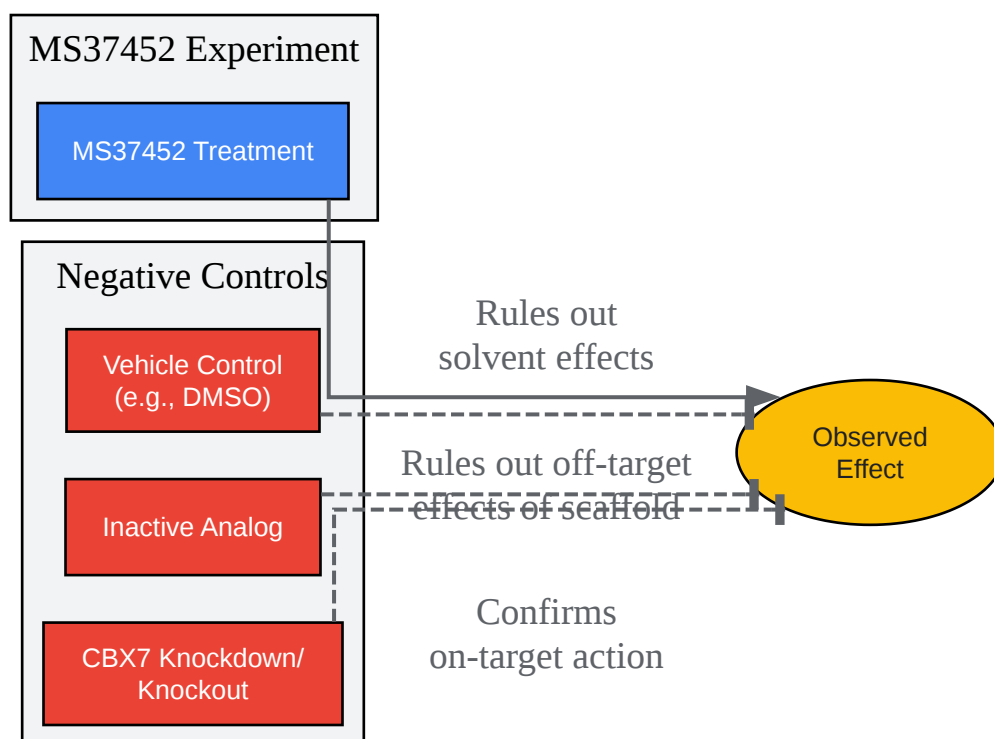 MS37452 Experiment
MS37452 Treatment
Negative Controls
Vehicle Control
(e.g., DMSO)
Inactive Analog
CBX7 Knockdown/
Knockout
Rules out
solvent effects
Rules out off-target
effects of scaffold
Confirms
on-target action
Observed
Effect